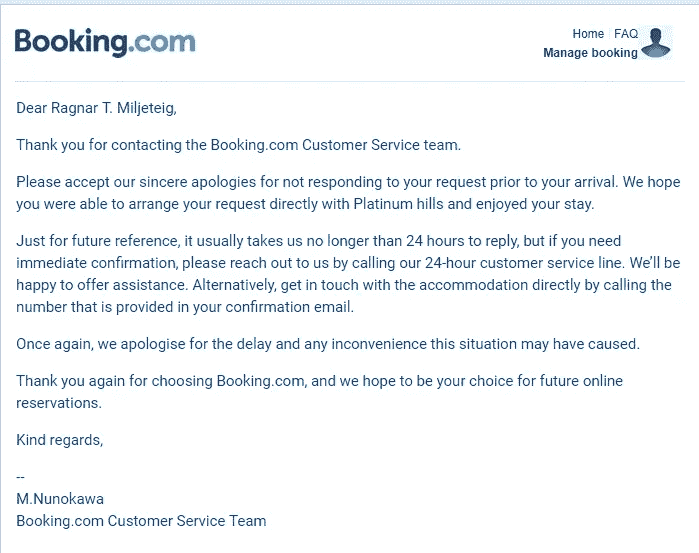 Booking.com
Home FAQ
Manage booking
Dear Ragnar T. Miljeteig,
Thank you for contacting the Booking.com Customer Service team.
Please accept our sincere apologies for not responding to your request prior to your arrival. We hope
you were able to arrange your request directly with Platinum hills and enjoyed your stay.
Just for future reference, it usually takes us no longer than 24 hours to reply, but if you need
immediate confirmation, please reach out to us by calling our 24-hour customer service line. We’ll be
happy to offer assistance. Alternatively, get in touch with the accommodation directly by calling the
number that is provided in your confirmation email.
Once again, we apologise for the delay and any inconvenience this situation may have caused.
Thank you again for choosing Booking.com, and we hope to be your choice for future online
reservations.
Kind regards,
--
M.Nunokawa
Booking.com Customer Service Team